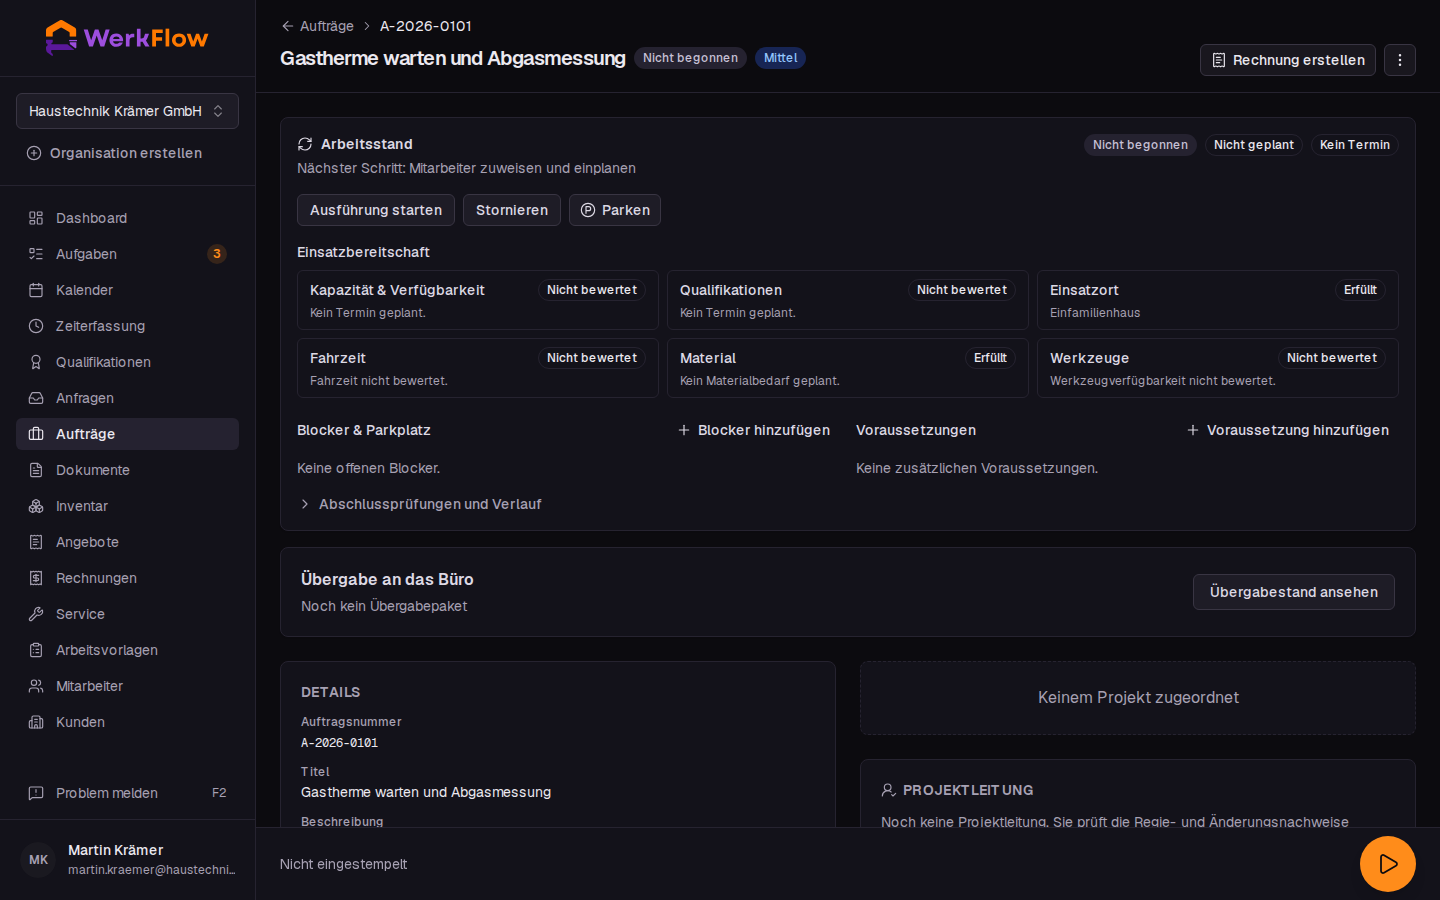 WerkFlow
Haustechnik Krämer GmbH
Organisation erstellen
Dashboard
Aufgaben 3
Kalender
Zeiterfassung
Qualifikationen
Anfragen
Aufträge
Dokumente
Inventar
Angebote
Rechnungen
Service
Arbeitsvorlagen
Mitarbeiter
Kunden
Problem melden F2
MK
Martin Krämer
martin.kraemer@haustechni...
Aufträge A-2026-0101
Gastherme warten und Abgasmessung Nicht begonnen Mittel
Rechnung erstellen
Arbeitsstand Nicht begonnen Nicht geplant Kein Termin
Nächster Schritt: Mitarbeiter zuweisen und einplanen
Ausführung starten Stornieren Parken
Einsatzbereitschaft
Kapazität & Verfügbarkeit Nicht bewertet
Kein Termin geplant.
Qualifikationen Nicht bewertet
Kein Termin geplant.
Einsatzort Erfüllt
Einfamilienhaus
Fahrzeit Nicht bewertet
Fahrzeit nicht bewertet.
Material Erfüllt
Kein Materialbedarf geplant.
Werkzeuge Nicht bewertet
Werkzeugverfügbarkeit nicht bewertet.
Blocker & Parkplatz Blocker hinzufügen
Keine offenen Blocker.
Voraussetzungen Voraussetzung hinzufügen
Keine zusätzlichen Voraussetzungen.
Abschlussprüfungen und Verlauf
Übergabe an das Büro
Noch kein Übergabepaket
Übergabestand ansehen
DETAILS
Auftragsnummer
A-2026-0101
Titel
Gastherme warten und Abgasmessung
Beschreibung
Keinem Projekt zugeordnet
PROJEKTLEITUNG
Noch keine Projektleitung. Sie prüft die Regie- und Änderungsnachweise
Nicht eingestempelt